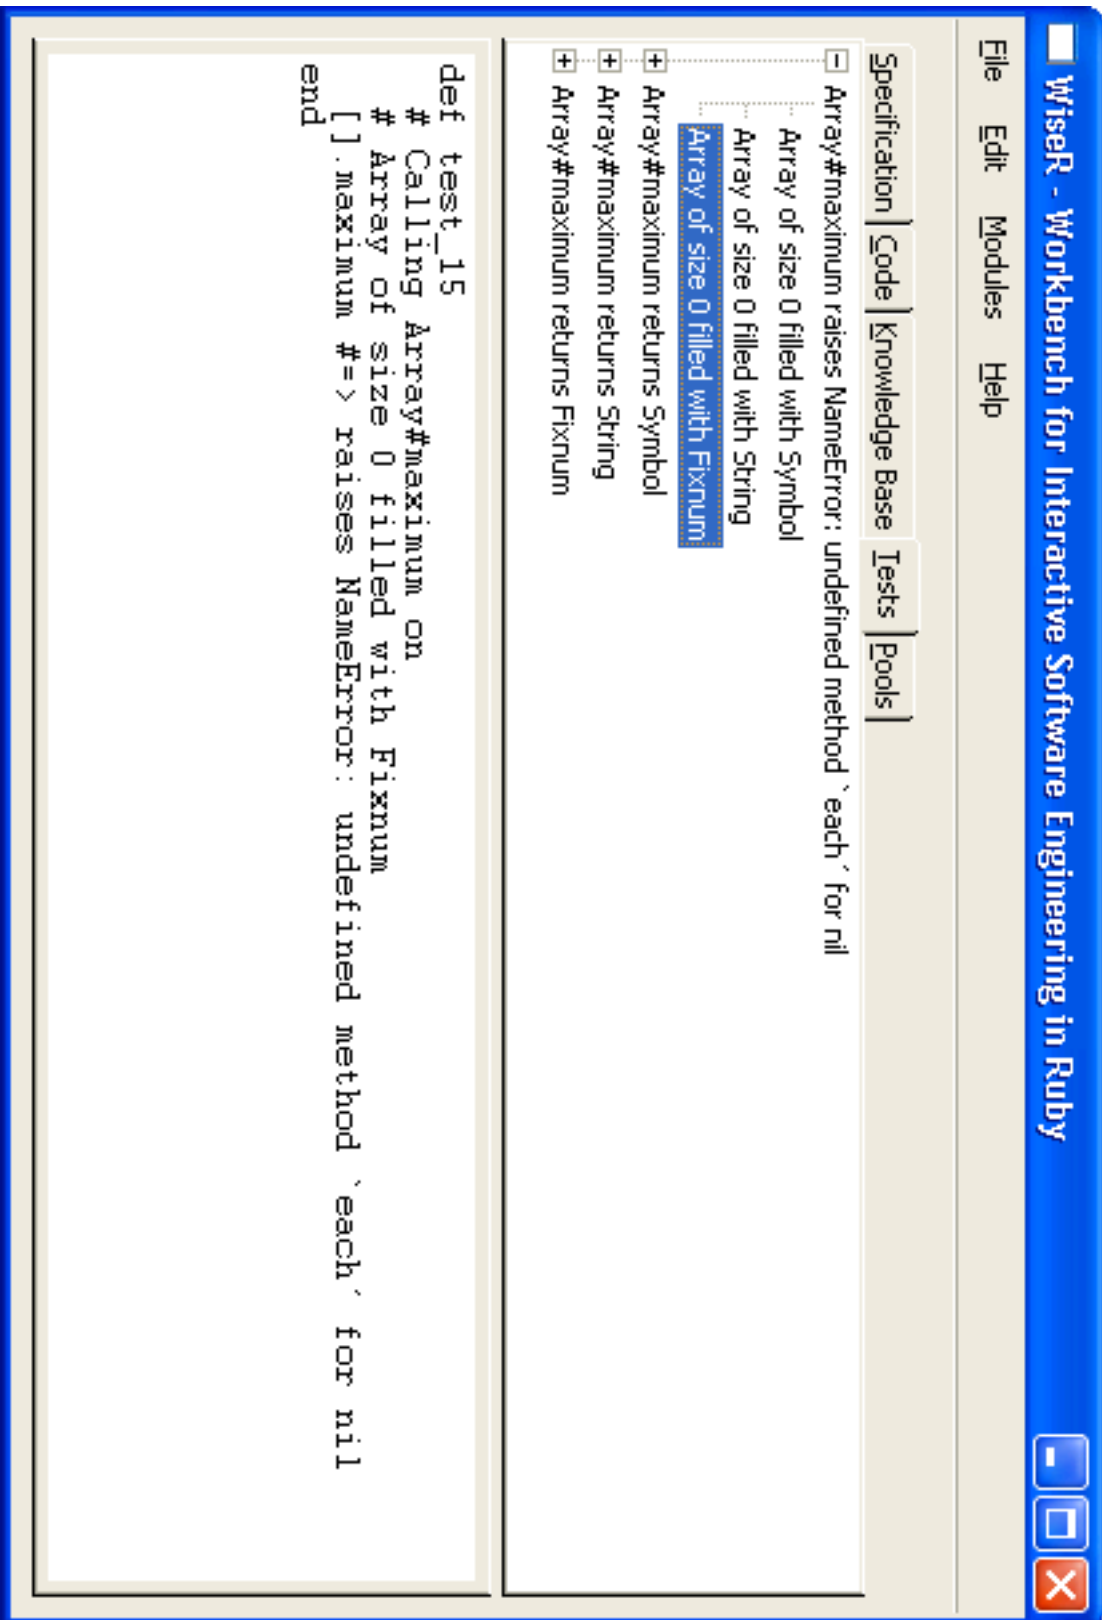 WiseR - Workbench for Interactive Software Engineering in Ruby
File Edit Modules Help
Specification Code Knowledge Base Tests Pools
Array#maximum raises NameError: undefined method `each´ for nil
Array of size 0 filled with Symbol
Array of size 0 filled with String
Array of size 0 filled with Fixnum
Array#maximum returns Symbol
Array#maximum returns String
Array#maximum returns Fixnum
def test_15
# Calling Array#maximum on
# Array of size 0 filled with Fixnum
[].maximum #=> raises NameError: undefined method `each´ for nil
end